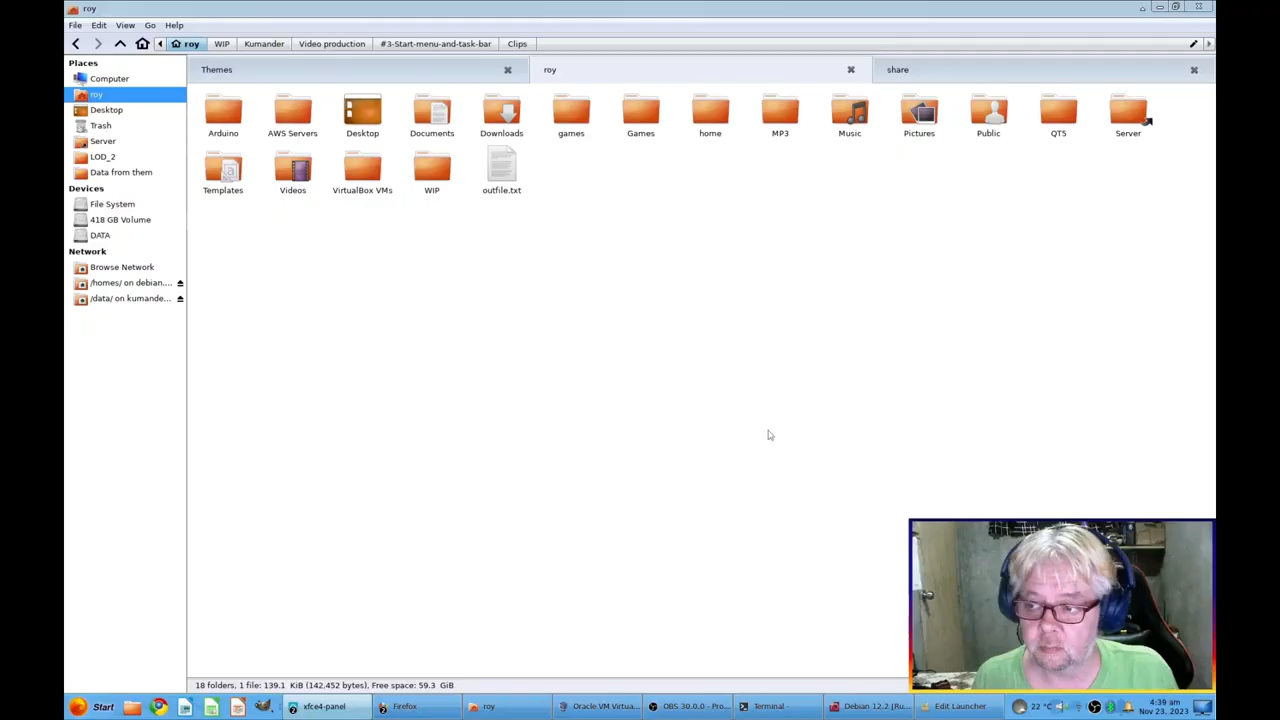 roy
File Edit View Go Help
roy WIP Kumander Video production #3-Start-menu-and-task-bar Clips
Places
Computer
roy
Desktop
Trash
Server
LOD_2
Data from them
Devices
File System
418 GB Volume
DATA
Network
Browse Network
/homes/ on debian....
/data/ on kumande...
Themes roy share
Arduino AWS Servers Desktop Documents Downloads games Games home MP3 Music Pictures Public QT5 Server
Templates Videos VirtualBox VMs WIP outfile.txt
18 folders, 1 file: 139.1 KiB (142,452 bytes), Free space: 59.3 GiB
Start xfce4-panel Firefox roy Oracle VM Virtua... OBS 30.0.0 - Pro... Terminal - Debian 12.2 [Ru... Edit Launcher 22 °C 4:39 am
Nov 23, 2023